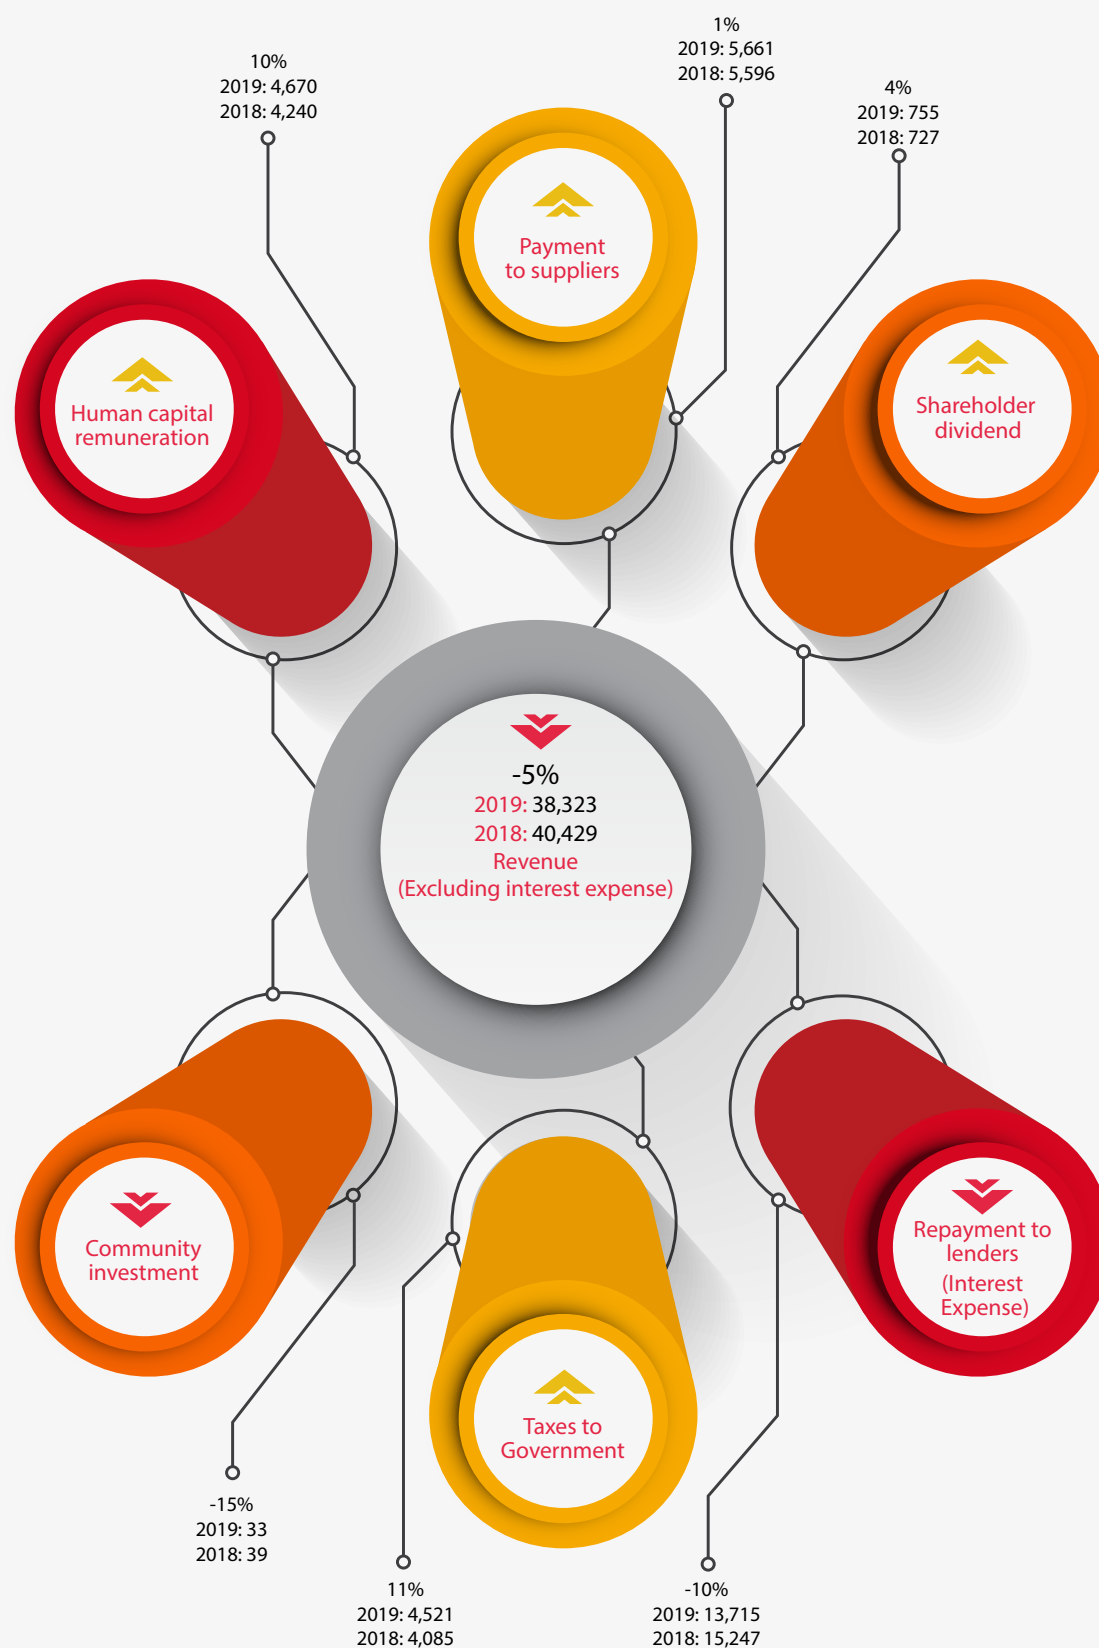 1%
2019: 5,661
2018: 5,596
10%
2019: 4,670
2018: 4,240
4%
2019: 755
2018: 727
Payment
to suppliers
Human capital
remuneration
Shareholder
dividend
-5%
2019: 38,323
2018: 40,429
Revenue
(Excluding interest expense)
Community
investment
Repayment to
lenders
(Interest
Expense)
Taxes to
Government
-15%
2019: 33
2018: 39
11%
2019: 4,521
2018: 4,085
-10%
2019: 13,715
2018: 15,247